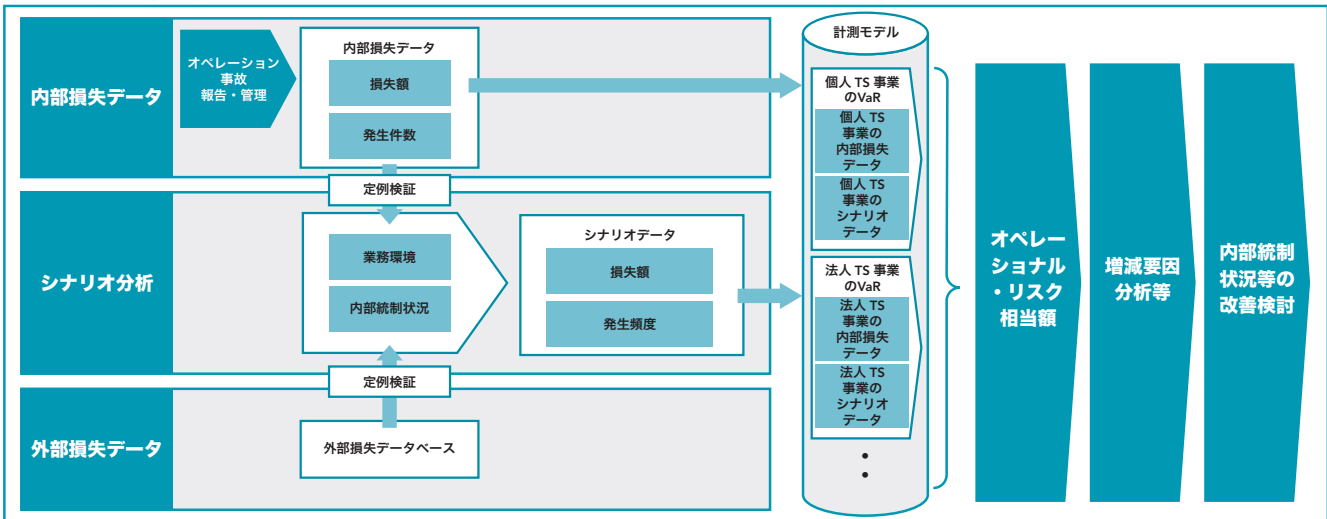 内部損失データ
オペレーション
事故
報告・管理
内部損失データ
損失額
発生件数
定例検証
シナリオ分析
業務環境
内部統制状況
シナリオデータ
損失額
発生頻度
定例検証
外部損失データ
外部損失データベース
計測モデル
個人 TS 事業
のVaR
個人 TS
事業の
内部損失
データ
個人 TS
事業の
シナリオ
データ
法人 TS 事業
のVaR
法人 TS
事業の
内部損失
データ
法人 TS
事業の
シナリオ
データ
・
・
オペレー
ショナル
・リスク
相当額
増減要因
分析等
内部統制
状況等の
改善検討